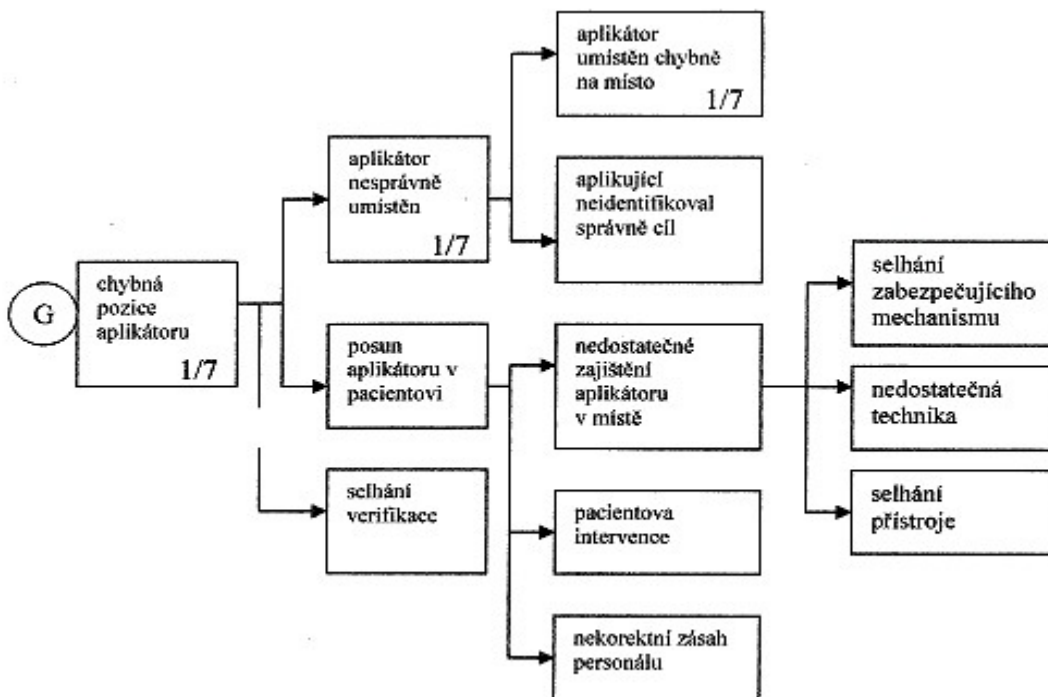 G
chybná
pozice
aplikátoru
1/7
aplikátor
nesprávně
umístěn
1/7
posun
aplikátoru v
pacientovi
selhání
verifikace
aplikátor
umístěn chybně
na místo
1/7
aplikující
neidentifikoval
správně cíl
nedostatečné
zajištění
aplikátoru
v místě
pacientova
intervence
nekorektní zásah
personálu
selhání
zabezpečujícího
mechanismu
nedostatečná
technika
selhání
přístroje